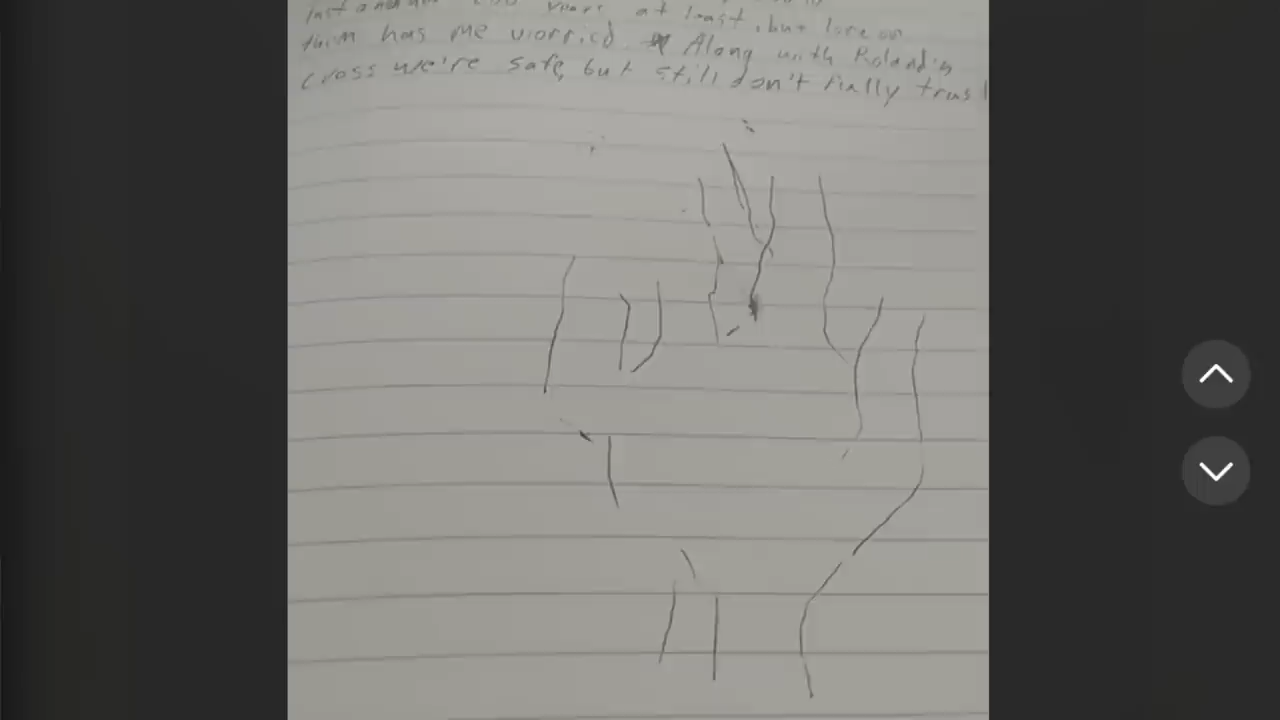 years at least, but lore on
them has me worried. Along with Roland's
cross we're safe, but still don't fully trust